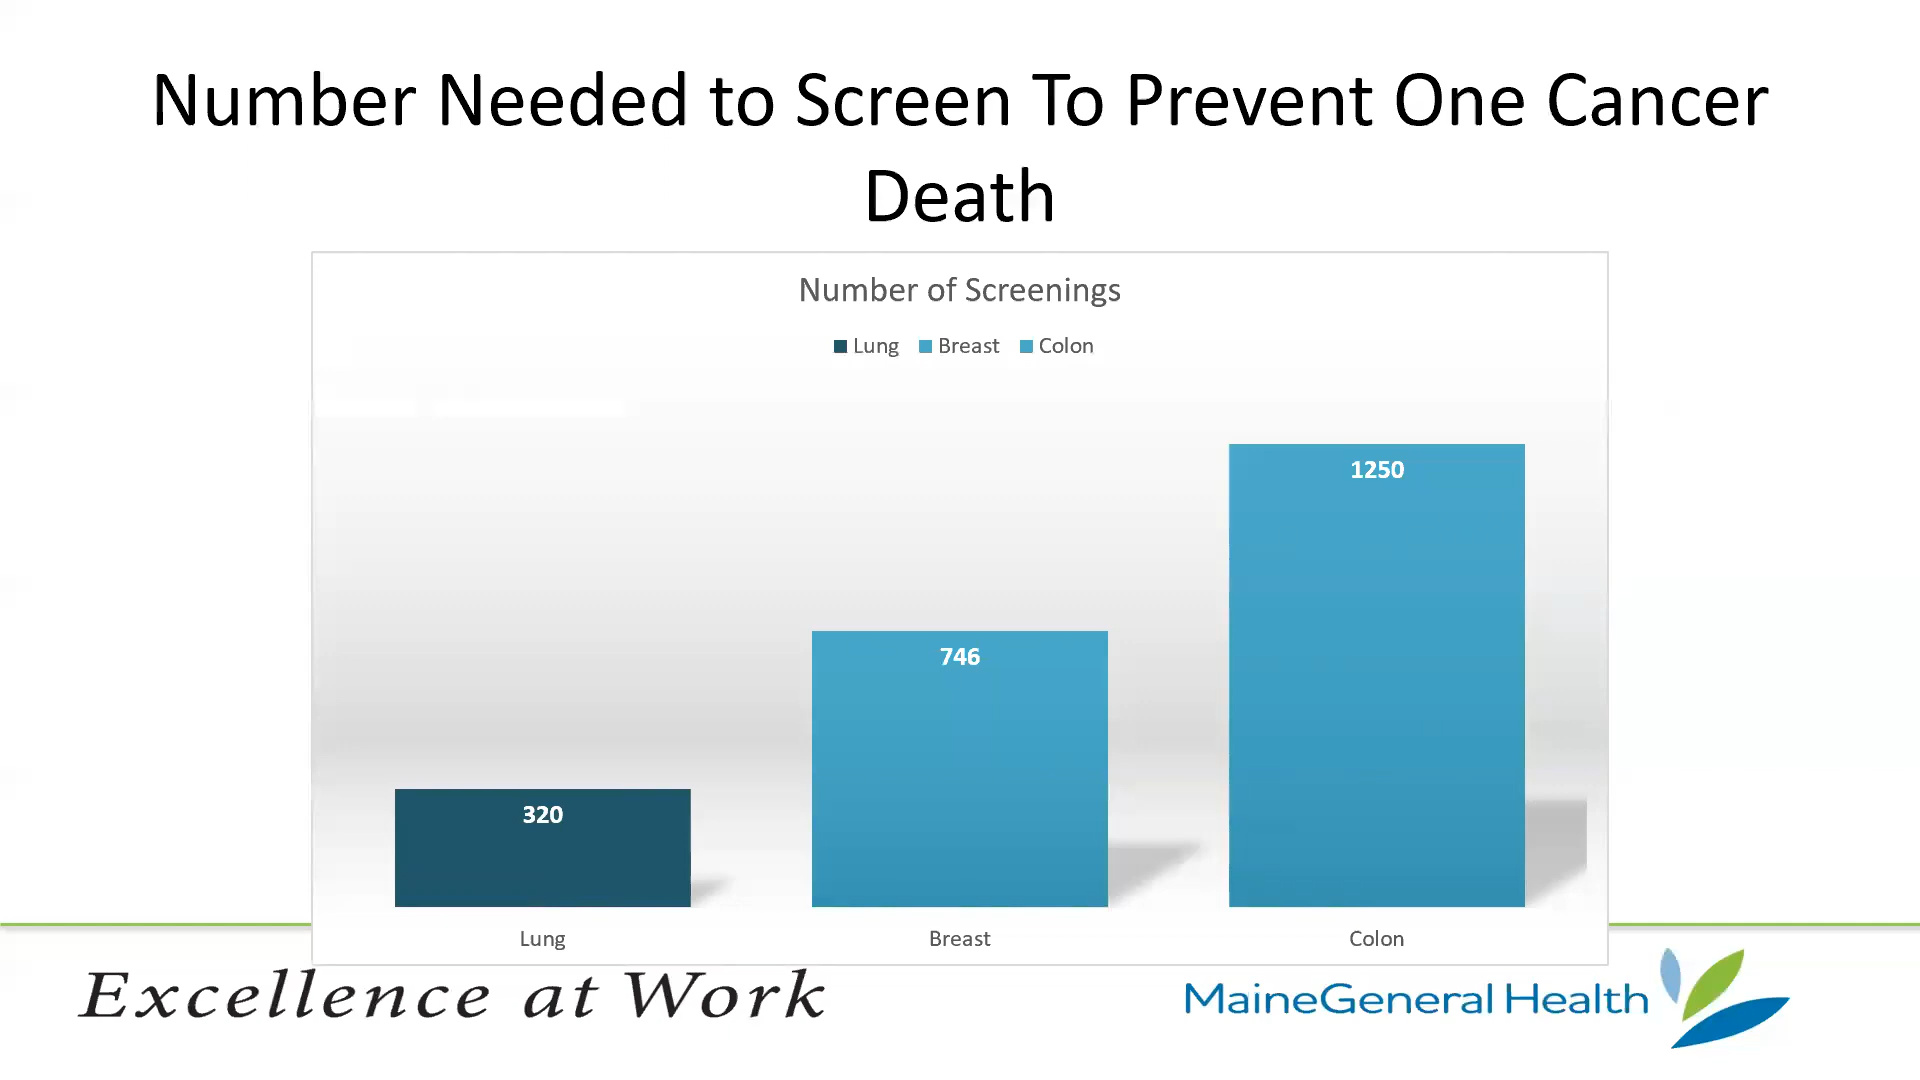 Number Needed to Screen To Prevent One Cancer
Death
Number of Screenings
Lung Breast Colon
1250
746
320
Lung Breast Colon
Excellence at Work
MaineGeneral Health